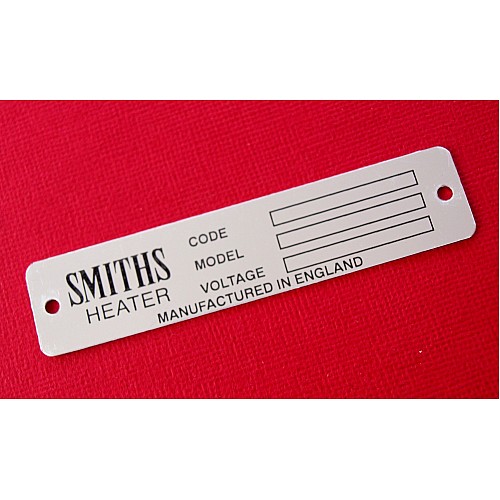 SMITHS
HEATER
CODE
MODEL
VOLTAGE
MANUFACTURED IN ENGLAND